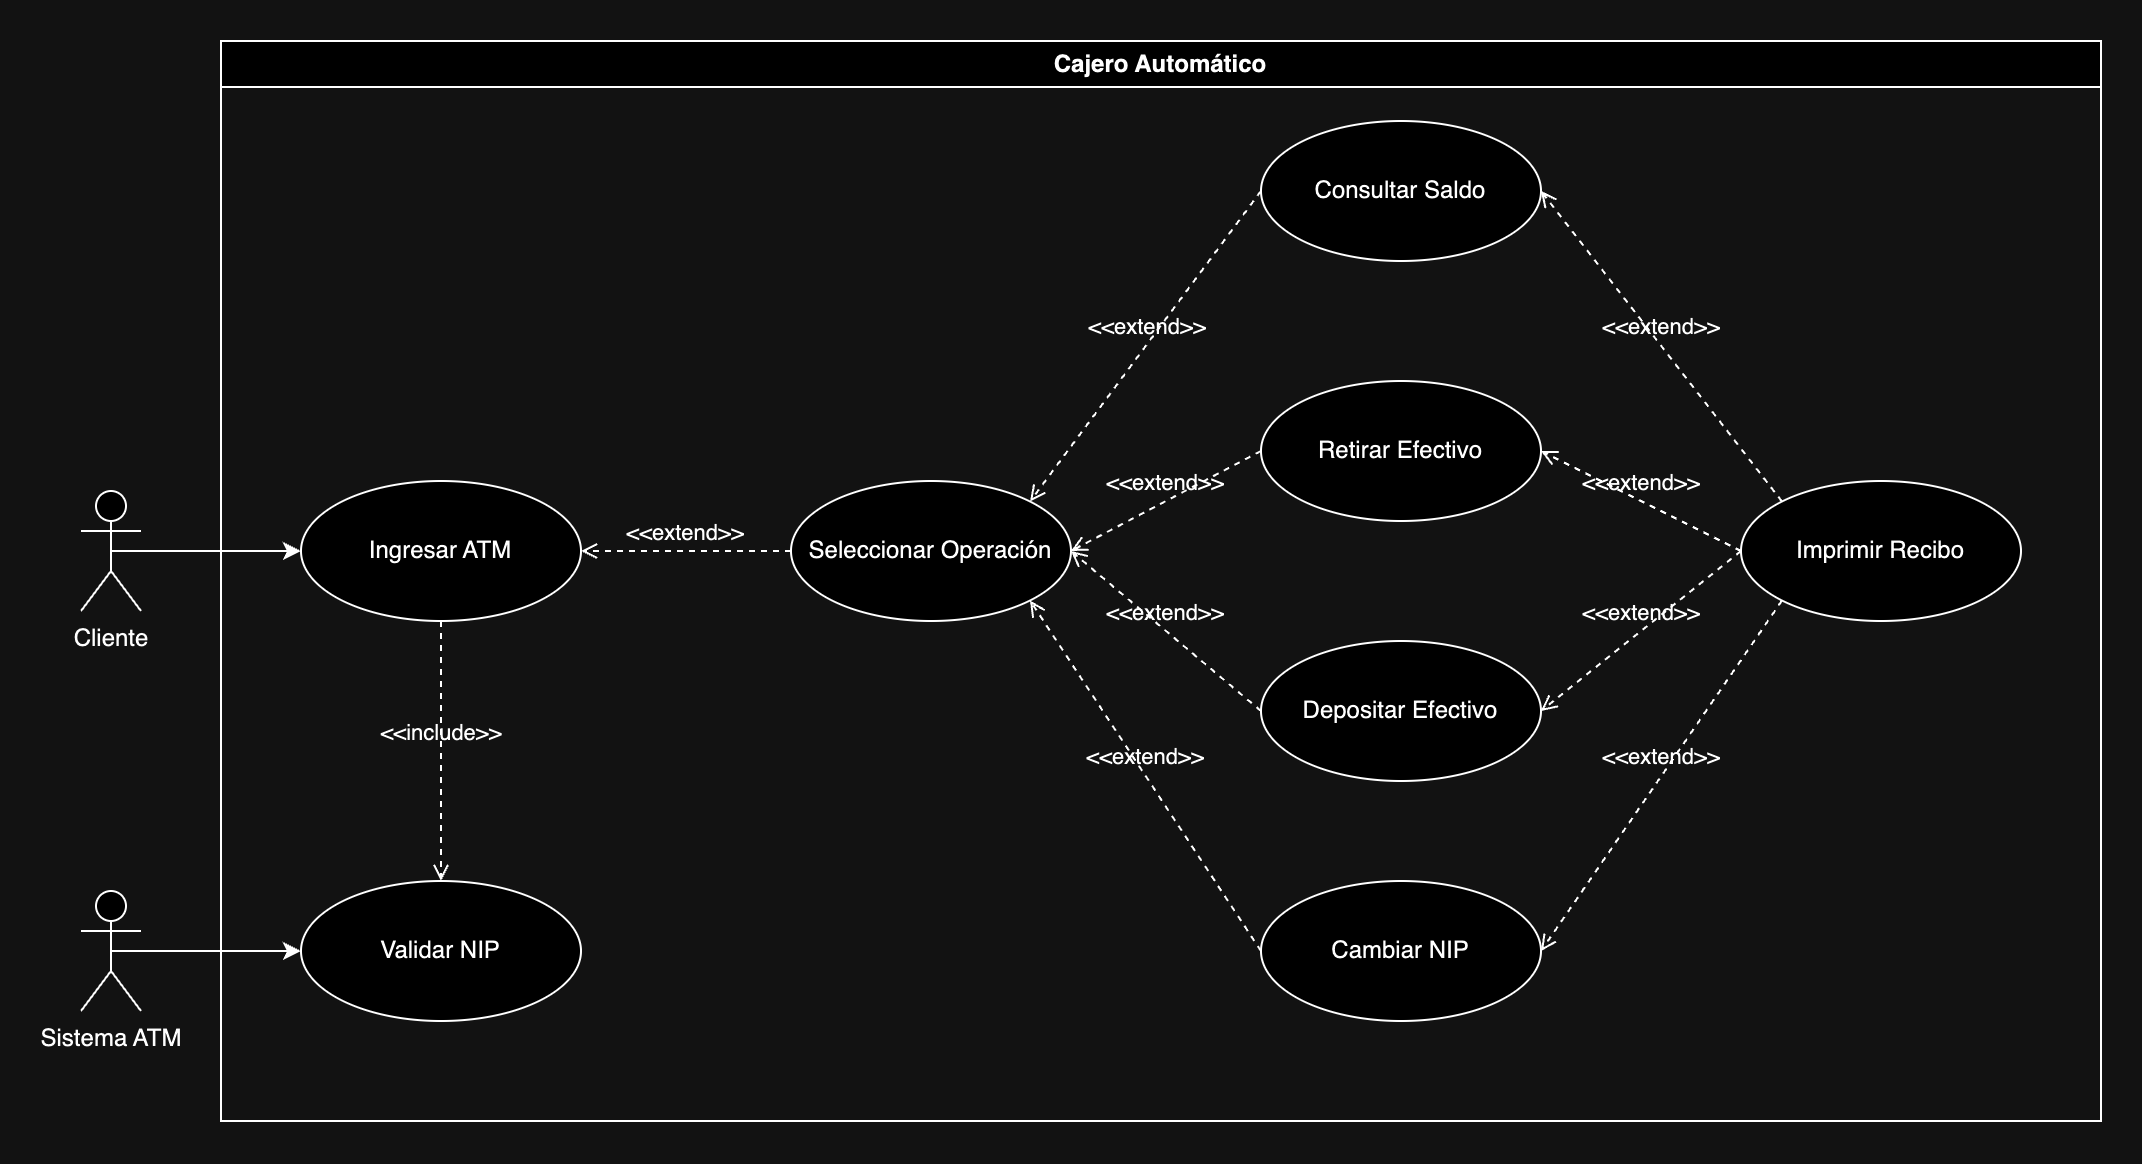 Cajero Automático
Consultar Saldo
<<extend>>
<<extend>>
Retirar Efectivo
<<extend>>
<<extend>>
Cliente
Ingresar ATM
<<extend>>
Seleccionar Operación
Imprimir Recibo
<<extend>>
<<extend>>
Depositar Efectivo
<<include>>
<<extend>>
<<extend>>
Sistema ATM
Validar NIP
Cambiar NIP